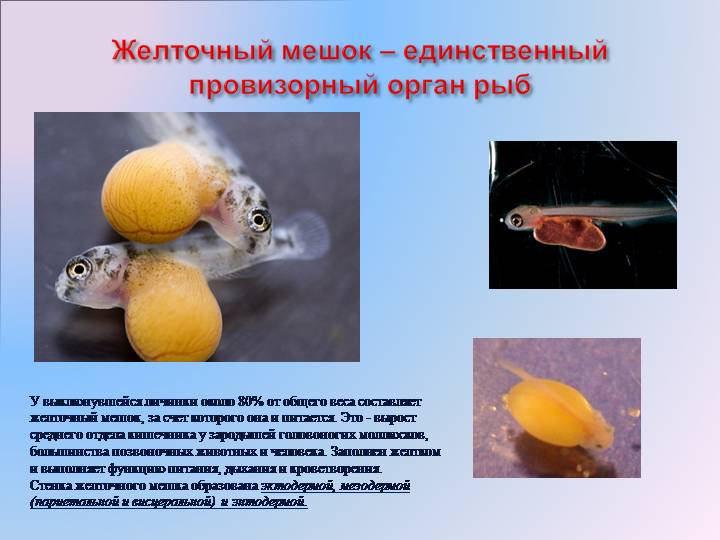 Желточный мешок – единственный
провизорный орган рыб
У выклюнувшейся личинки около 80% от общего веса составляет
желточный мешок, за счет которого она и питается. Это - вырост
среднего отдела кишечника у зародышей головоногих моллюсков,
большинства позвоночных животных и человека. Заполнен желтком
и выполняет функцию питания, дыхания и кроветворения.
Стенка желточного мешка образована эктодермой, мезодермой
(париетальной и висцеральной) и энтодермой.